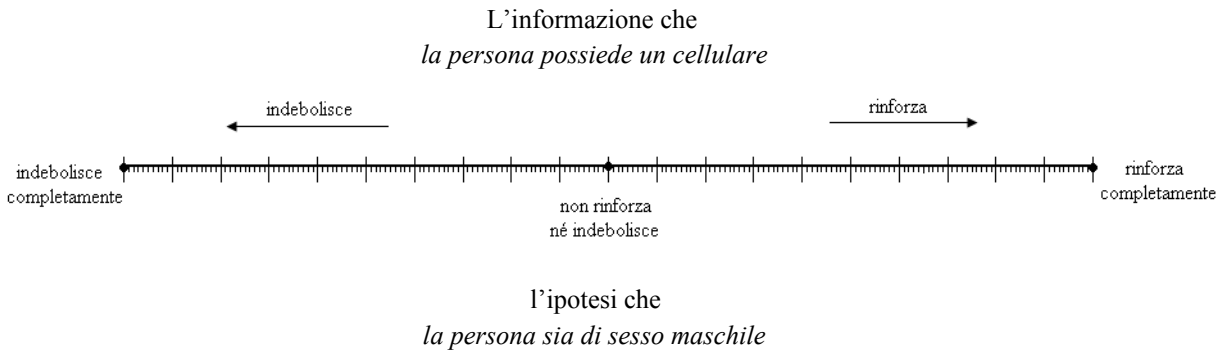 L’informazione che
la persona possiede un cellulare
indebolisce
rinforza
indebolisce
completamente
non rinforza
né indebolisce
rinforza
completamente
l’ipotesi che
la persona sia di sesso maschile